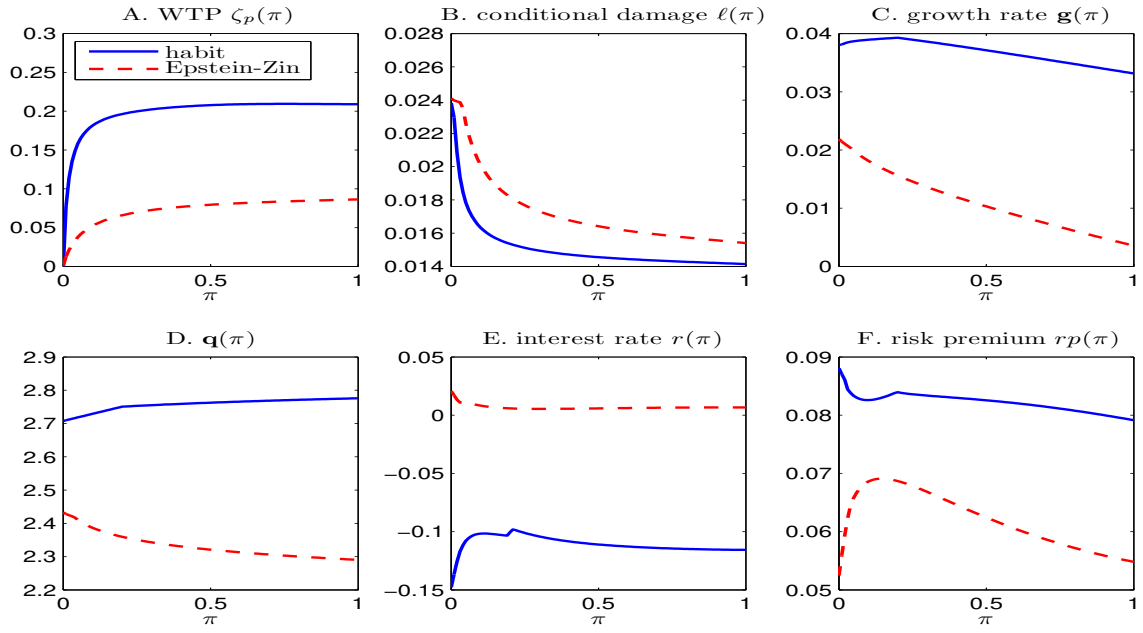 A. WTP ζp(π)
B. conditional damage ℓ(π)
C. growth rate g(π)
0.3
0.25
0.2
0.15
0.1
0.05
0
habit
Epstein-Zin
0 0.5 1
π
0.026
0.024
0.022
0.02
0.018
0.016
0.014
0 0.5 1
π
0.04
0.03
0.02
0.01
0
0 0.5 1
π
D. q(π)
E. interest rate r(π)
F. risk premium rp(π)
2.9
2.8
2.7
2.6
2.5
2.4
2.3
2.2
0 0.5 1
π
0.05
0
−0.05
−0.1
−0.15
0 0.5 1
π
0.09
0.08
0.07
0.06
0.05
0 0.5 1
π